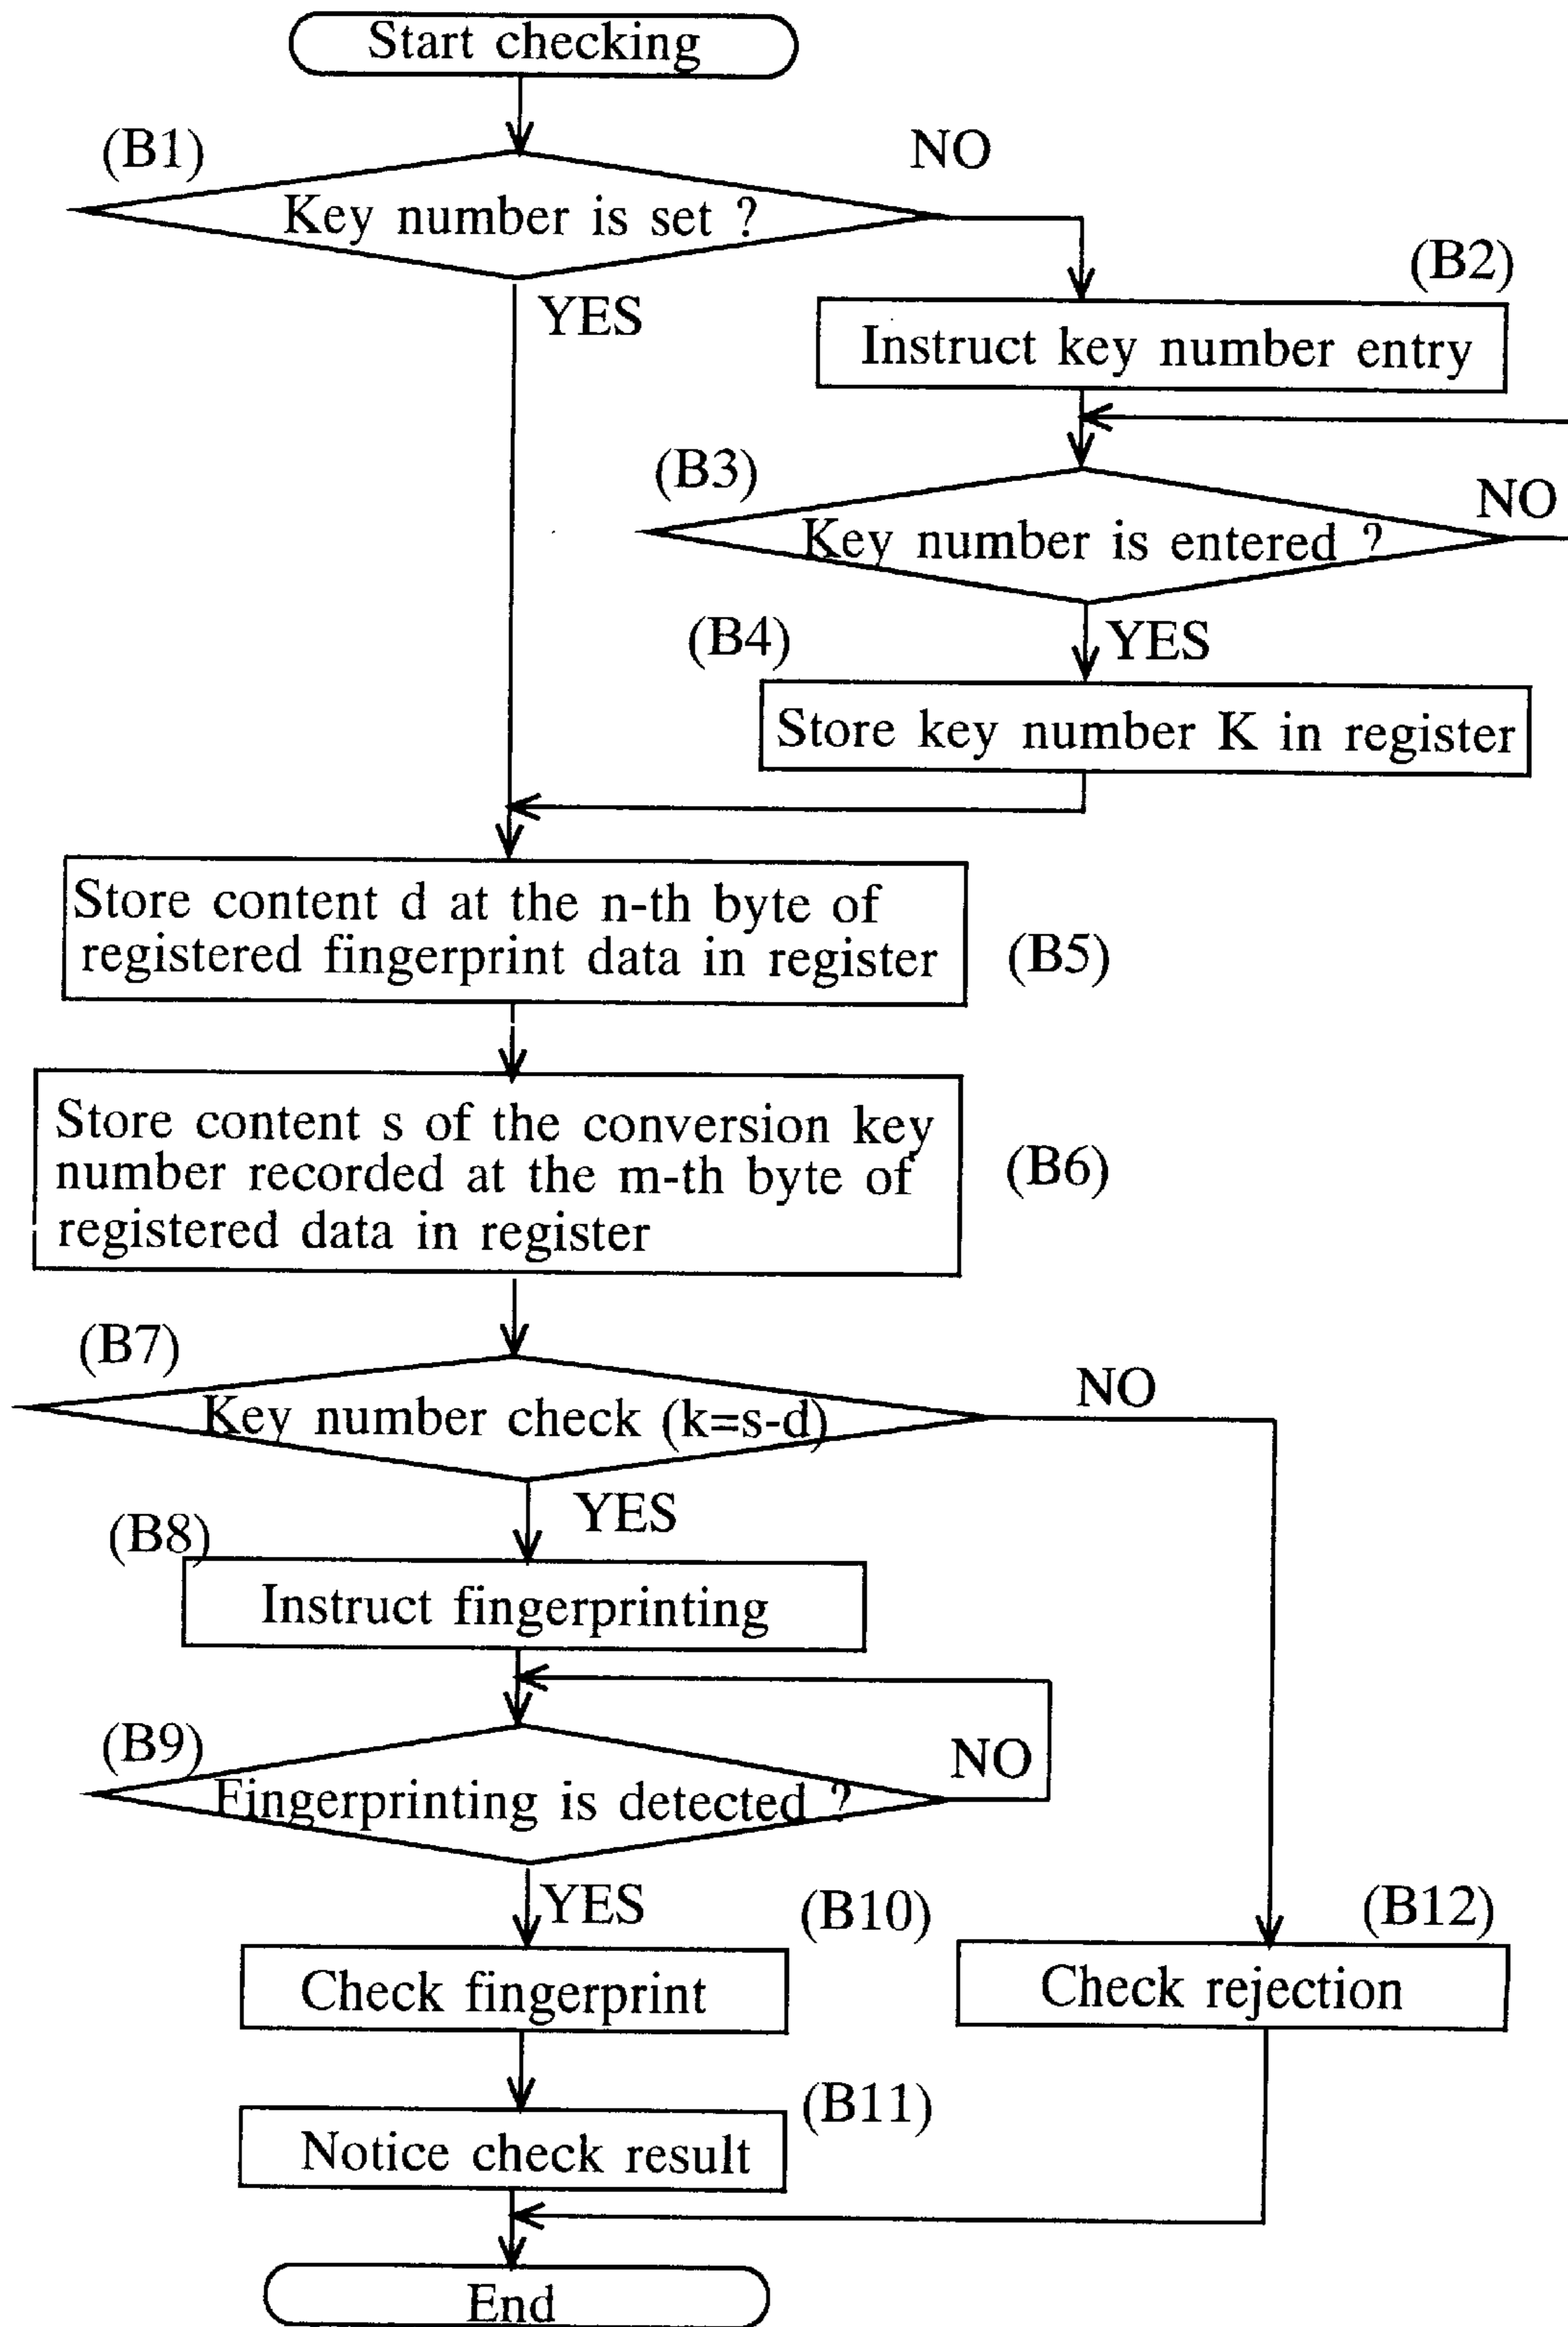 Start checking
(B1)
NO
Key number is set ?
YES
(B2)
Instruct key number entry
(B3)
NO
Key number is entered ?
(B4)
YES
Store key number K in register
Store content d at the n-th byte of
registered fingerprint data in register
(B5)
Store content s of the conversion key
number recorded at the m-th byte of
registered data in register
(B6)
(B7)
NO
Key number check (k=s-d)
YES
(B8)
Instruct fingerprinting
(B9)
NO
Fingerprinting is detected ?
YES
(B10)
(B12)
Check fingerprint
Check rejection
(B11)
Notice check result
End